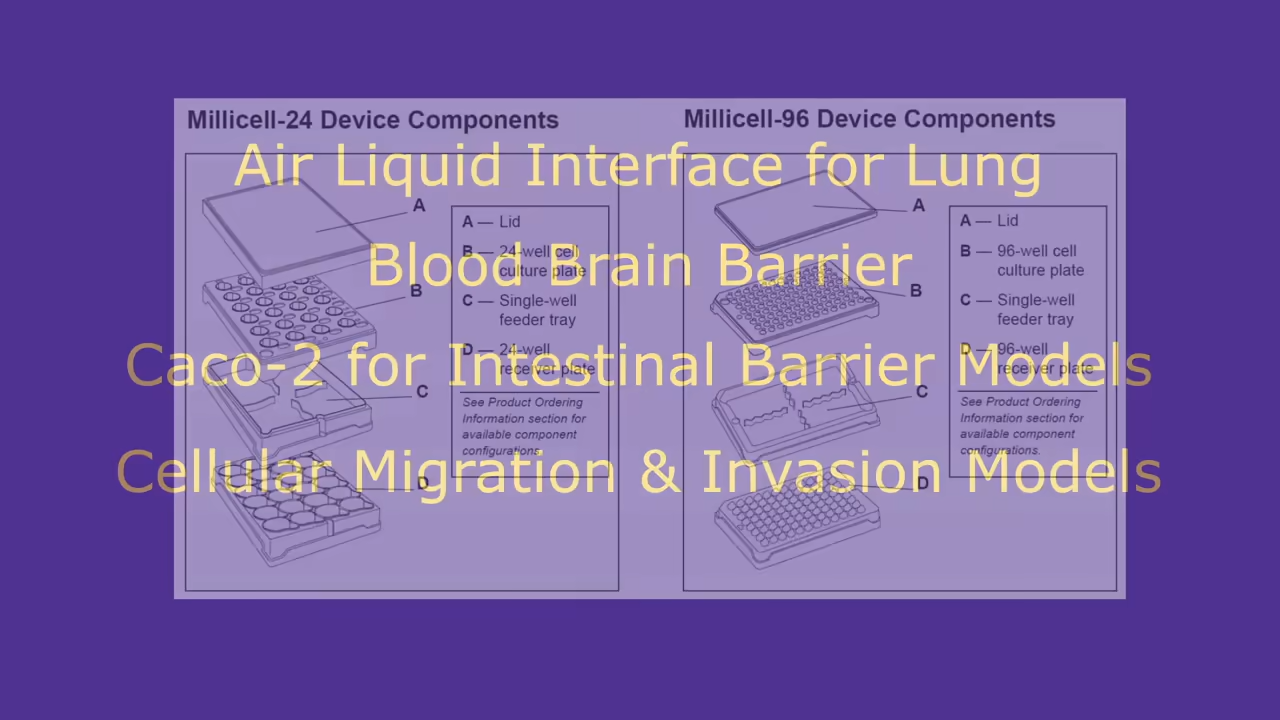 Millicell-24 Device Components
A
B
C
D
A — Lid
B — 24-well cell
culture plate
C — Single-well
feeder tray
D — 24-well
receiver plate
See Product Ordering
Information section for
available component
configurations.
Millicell-96 Device Components
A
B
C
D
A — Lid
B — 96-well cell
culture plate
C — Single-well
feeder tray
D — 96-well
receiver plate
See Product Ordering
Information section for
available component
configurations.
Air Liquid Interface for Lung
Blood Brain Barrier
Caco-2 for Intestinal Barrier Models
Cellular Migration & Invasion Models